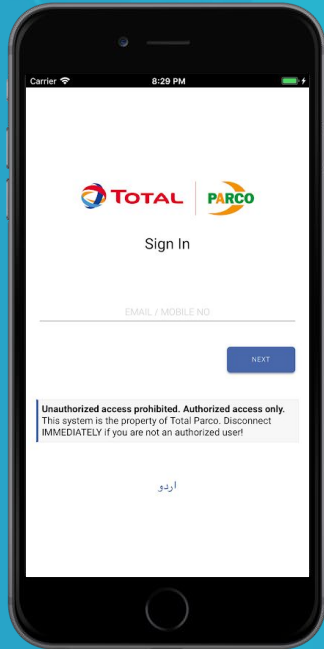 Carrier 8:29 PM
TOTAL PARCO
Sign In
EMAIL / MOBILE NO
NEXT
Unauthorized access prohibited. Authorized access only.
This system is the property of Total Parco. Disconnect
IMMEDIATELY if you are not an authorized user!
اردو